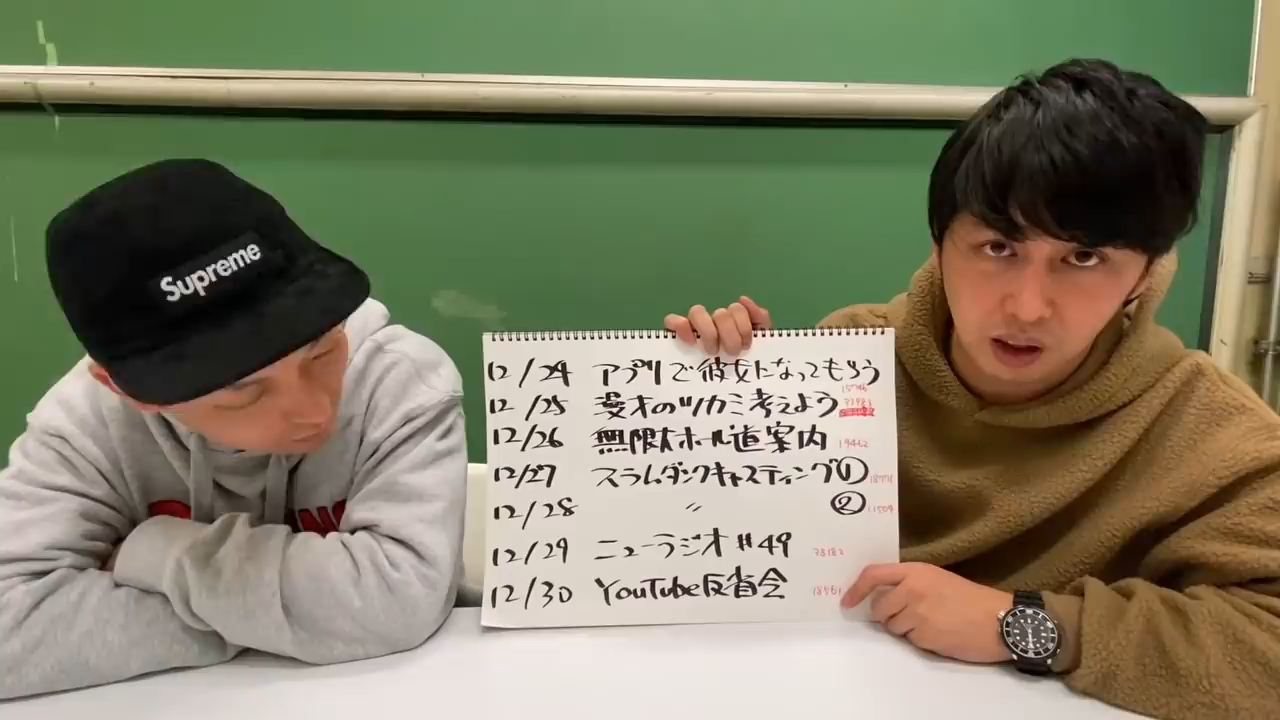 Supreme
12/24 アプリで彼女になってもらう
15746
12/25 漫才のツカミ考えよう
12/26 無限大ホール道案内
12/27 スラムダンクキャスティング①
12/28 〃 ②
11504
12/29 ニューラジオ #49
12/30 YouTube反省会